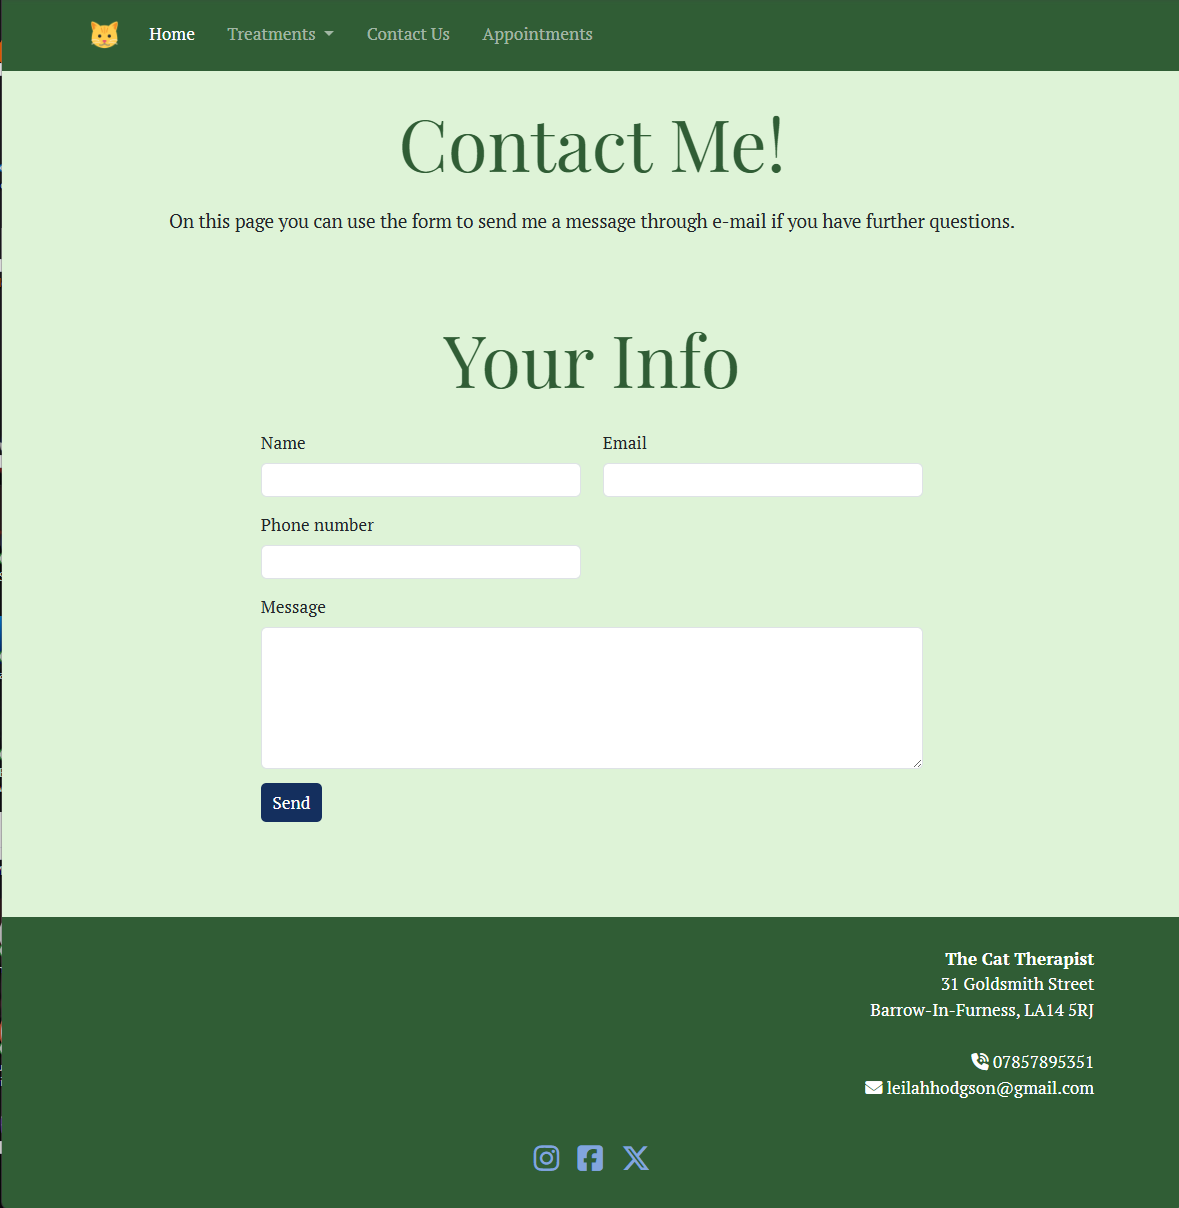 Home Treatments Contact Us Appointments
Contact Me!
On this page you can use the form to send me a message through e-mail if you have further questions.
Your Info
Name Email
Phone number
Message
Send
The Cat Therapist
31 Goldsmith Street
Barrow-In-Furness, LA14 5RJ
07857895351
leilahhodgson@gmail.com